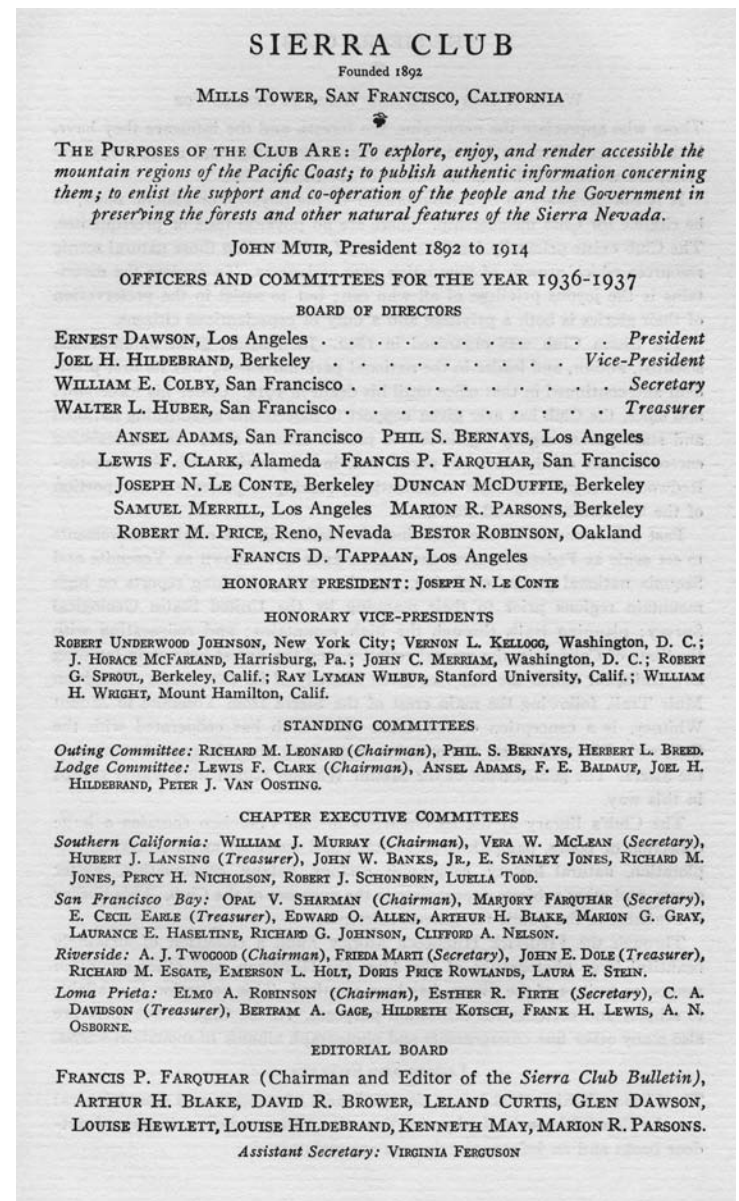 SIERRA CLUB
Founded 1892
MILLS TOWER, SAN FRANCISCO, CALIFORNIA
THE PURPOSES OF THE CLUB ARE: To explore, enjoy, and render accessible the
mountain regions of the Pacific Coast; to publish authentic information concerning
them; to enlist the support and co-operation of the people and the Government in
preserving the forests and other natural features of the Sierra Nevada.
JOHN MUIR, President 1892 to 1914
OFFICERS AND COMMITTEES FOR THE YEAR 1936-1937
BOARD OF DIRECTORS
ERNEST DAWSON, Los Angeles . . . . . . . . . . President
JOEL H. HILDEBRAND, Berkeley . . . . . . . . Vice-President
WILLIAM E. COLBY, San Francisco . . . . . . . . . Secretary
WALTER L. HUBER, San Francisco . . . . . . . . . Treasurer
ANSEL ADAMS, San Francisco PHIL S. BERNAYS, Los Angeles
LEWIS F. CLARK, Alameda FRANCIS P. FARQUHAR, San Francisco
JOSEPH N. LE CONTE, Berkeley DUNCAN MCDUFFIE, Berkeley
SAMUEL MERRILL, Los Angeles MARION R. PARSONS, Berkeley
ROBERT M. PRICE, Reno, Nevada BESTOR ROBINSON, Oakland
FRANCIS D. TAPPAAN, Los Angeles
HONORARY PRESIDENT: JOSEPH N. LE CONTE
HONORARY VICE-PRESIDENTS
ROBERT UNDERWOOD JOHNSON, New York City; VERNON L. KELLOGG, Washington, D. C.;
J. HORACE MCFARLAND, Harrisburg, Pa.; JOHN C. MERRIAM, Washington, D. C.; ROBERT
G. SPROUL, Berkeley, Calif.; RAY LYMAN WILBUR, Stanford University, Calif.; WILLIAM
H. WRIGHT, Mount Hamilton, Calif.
STANDING COMMITTEES
Outing Committee: RICHARD M. LEONARD (Chairman), PHIL. S. BERNAYS, HERBERT L. BREED.
Lodge Committee: LEWIS F. CLARK (Chairman), ANSEL ADAMS, F. E. BALDAUF, JOEL H.
HILDEBRAND, PETER J. VAN OOSTING.
CHAPTER EXECUTIVE COMMITTEES
Southern California: WILLIAM J. MURRAY (Chairman), VERA W. MCLEAN (Secretary),
HUBERT J. LANSING (Treasurer), JOHN W. BANKS, JR., E. STANLEY JONES, RICHARD M.
JONES, PERCY H. NICHOLSON, ROBERT J. SCHONBORN, LUELLA TODD.
San Francisco Bay: OPAL V. SHARMAN (Chairman), MARJORY FARQUHAR (Secretary),
E. CECIL EARLE (Treasurer), EDWARD O. ALLEN, ARTHUR H. BLAKE, MARION G. GRAY,
LAURANCE E. HASELTINE, RICHARD G. JOHNSON, CLIFFORD A. NELSON.
Riverside: A. J. TWOGOOD (Chairman), FRIEDA MARTI (Secretary), JOHN E. DOLE (Treasurer),
RICHARD M. ESGATE, EMERSON L. HOLT, DORIS PRICE ROWLANDS, LAURA E. STEIN.
Loma Prieta: ELMO A. ROBINSON (Chairman), ESTHER R. FIRTH (Secretary), C. A.
DAVIDSON (Treasurer), BERTRAM A. GAGE, HILDRETH KOTSCH, FRANK H. LEWIS, A. N.
OSBORNE.
EDITORIAL BOARD
FRANCIS P. FARQUHAR (Chairman and Editor of the Sierra Club Bulletin),
ARTHUR H. BLAKE, DAVID R. BROWER, LELAND CURTIS, GLEN DAWSON,
LOUISE HEWLETT, LOUISE HILDEBRAND, KENNETH MAY, MARION R. PARSONS.
Assistant Secretary: VIRGINIA FERGUSON